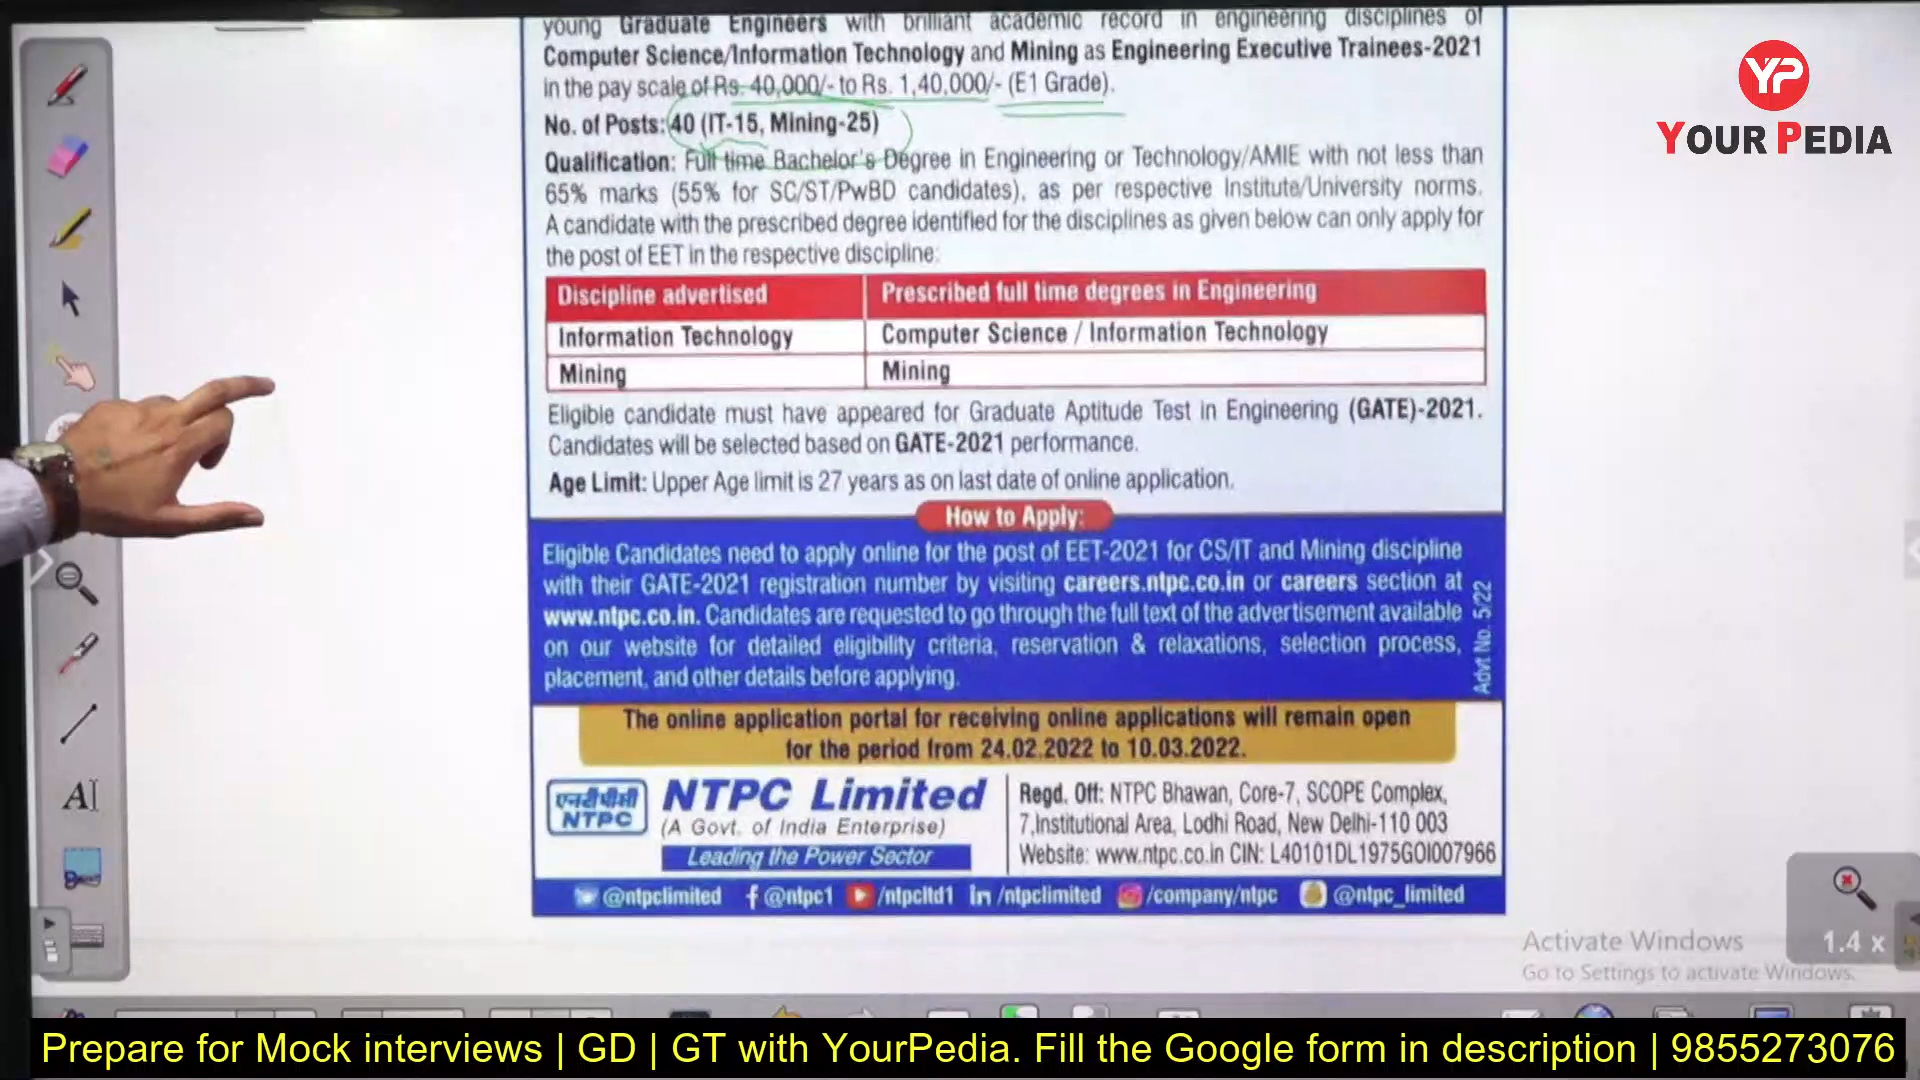 young Graduate Engineers with brilliant academic record in engineering disciplines of
Computer Science/Information Technology and Mining as Engineering Executive Trainees-2021
in the pay scale of Rs. 40,000/- to Rs. 1,40,000/- (E1 Grade).
No. of Posts: 40 (IT-15, Mining-25)
Qualification: Full time Bachelor's Degree in Engineering or Technology/AMIE with not less than
65% marks (55% for SC/ST/PwBD candidates), as per respective Institute/University norms.
A candidate with the prescribed degree identified for the disciplines as given below can only apply for
the post of EET in the respective discipline:
Discipline advertised Prescribed full time degrees in Engineering
Information Technology Computer Science / Information Technology
Mining Mining
Eligible candidate must have appeared for Graduate Aptitude Test in Engineering (GATE)-2021.
Candidates will be selected based on GATE-2021 performance.
Age Limit: Upper Age limit is 27 years as on last date of online application.
How to Apply:
Eligible Candidates need to apply online for the post of EET-2021 for CS/IT and Mining discipline
with their GATE-2021 registration number by visiting careers.ntpc.co.in or careers section at
www.ntpc.co.in. Candidates are requested to go through the full text of the advertisement available
on our website for detailed eligibility criteria, reservation & relaxations, selection process,
placement, and other details before applying.
Advt No. 5/22
The online application portal for receiving online applications will remain open
for the period from 24.02.2022 to 10.03.2022.
एनटीपीसी
NTPC
NTPC Limited
(A Govt. of India Enterprise)
Leading the Power Sector
Regd. Off: NTPC Bhawan, Core-7, SCOPE Complex,
7,Institutional Area, Lodhi Road, New Delhi-110 003
Website: www.ntpc.co.in CIN: L40101DL1975GOI007966
@ntpclimited @ntpc1 /ntpcltd1 /ntpclimited /company/ntpc @ntpc_limited
YP
YOUR PEDIA
A
1.4 x
Activate Windows
Go to Settings to activate Windows.
Prepare for Mock interviews | GD | GT with YourPedia. Fill the Google form in description | 9855273076